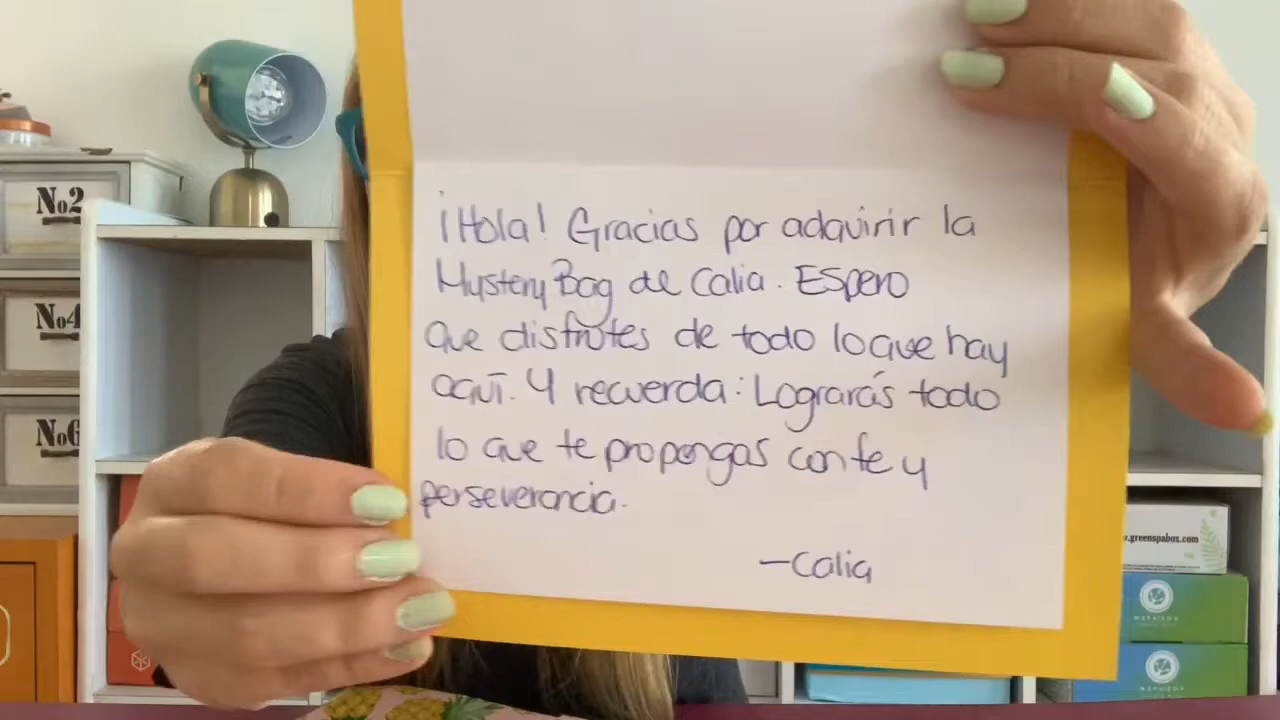 ¡Hola! Gracias por adquirir la
Mystery Bag de Calia. Espero
que disfrutes de todo lo que hay
aquí. Y recuerda: Lograrás todo
lo que te propongas con fe y
perseverancia.
—Calia
No2
No4
No6
w.greenspabox.com